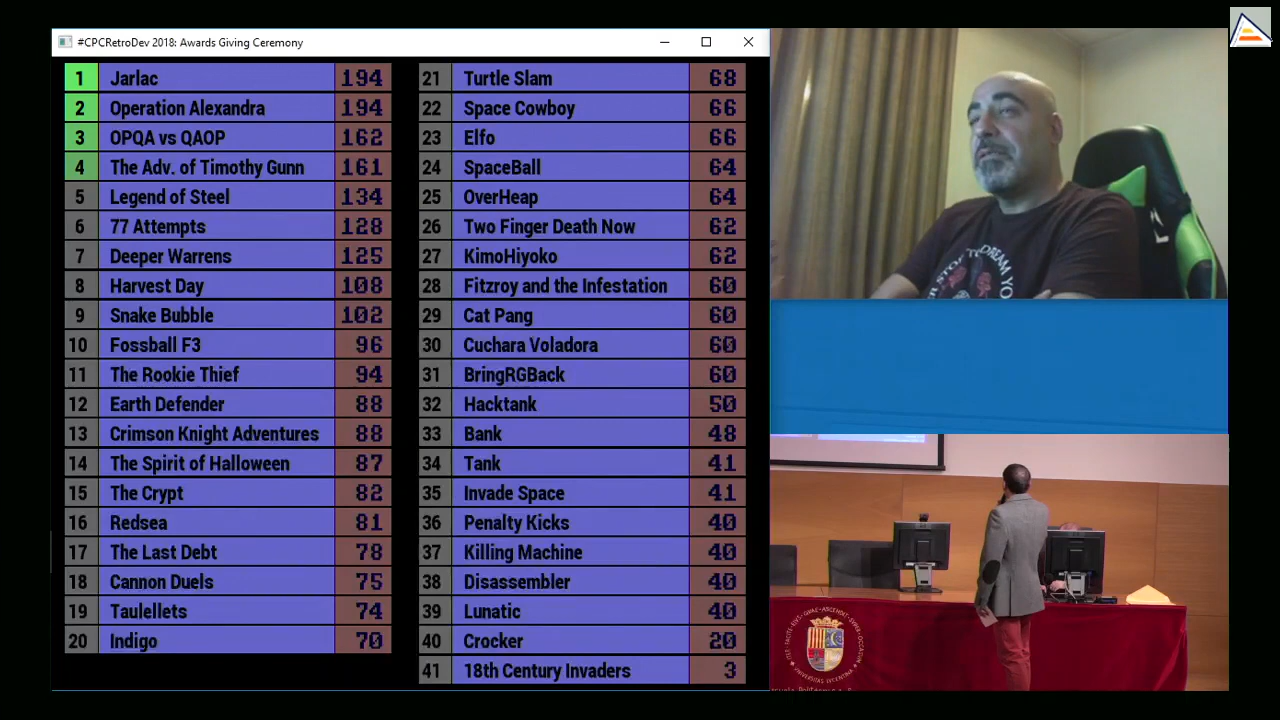 #CPCRetroDev 2018: Awards Giving Ceremony
1 Jarlac 194
2 Operation Alexandra 194
3 OPQA vs QAOP 162
4 The Adv. of Timothy Gunn 161
5 Legend of Steel 134
6 77 Attempts 128
7 Deeper Warrens 125
8 Harvest Day 108
9 Snake Bubble 102
10 Fossball F3 96
11 The Rookie Thief 94
12 Earth Defender 88
13 Crimson Knight Adventures 88
14 The Spirit of Halloween 87
15 The Crypt 82
16 Redsea 81
17 The Last Debt 78
18 Cannon Duels 75
19 Taulellets 74
20 Indigo 70
21 Turtle Slam 68
22 Space Cowboy 66
23 Elfo 66
24 SpaceBall 64
25 OverHeap 64
26 Two Finger Death Now 62
27 KimoHiyoko 62
28 Fitzroy and the Infestation 60
29 Cat Pang 60
30 Cuchara Voladora 60
31 BringRGBack 60
32 Hacktank 50
33 Bank 48
34 Tank 41
35 Invade Space 41
36 Penalty Kicks 40
37 Killing Machine 40
38 Disassembler 40
39 Lunatic 40
40 Crocker 20
41 18th Century Invaders 3
STOP
DREAM